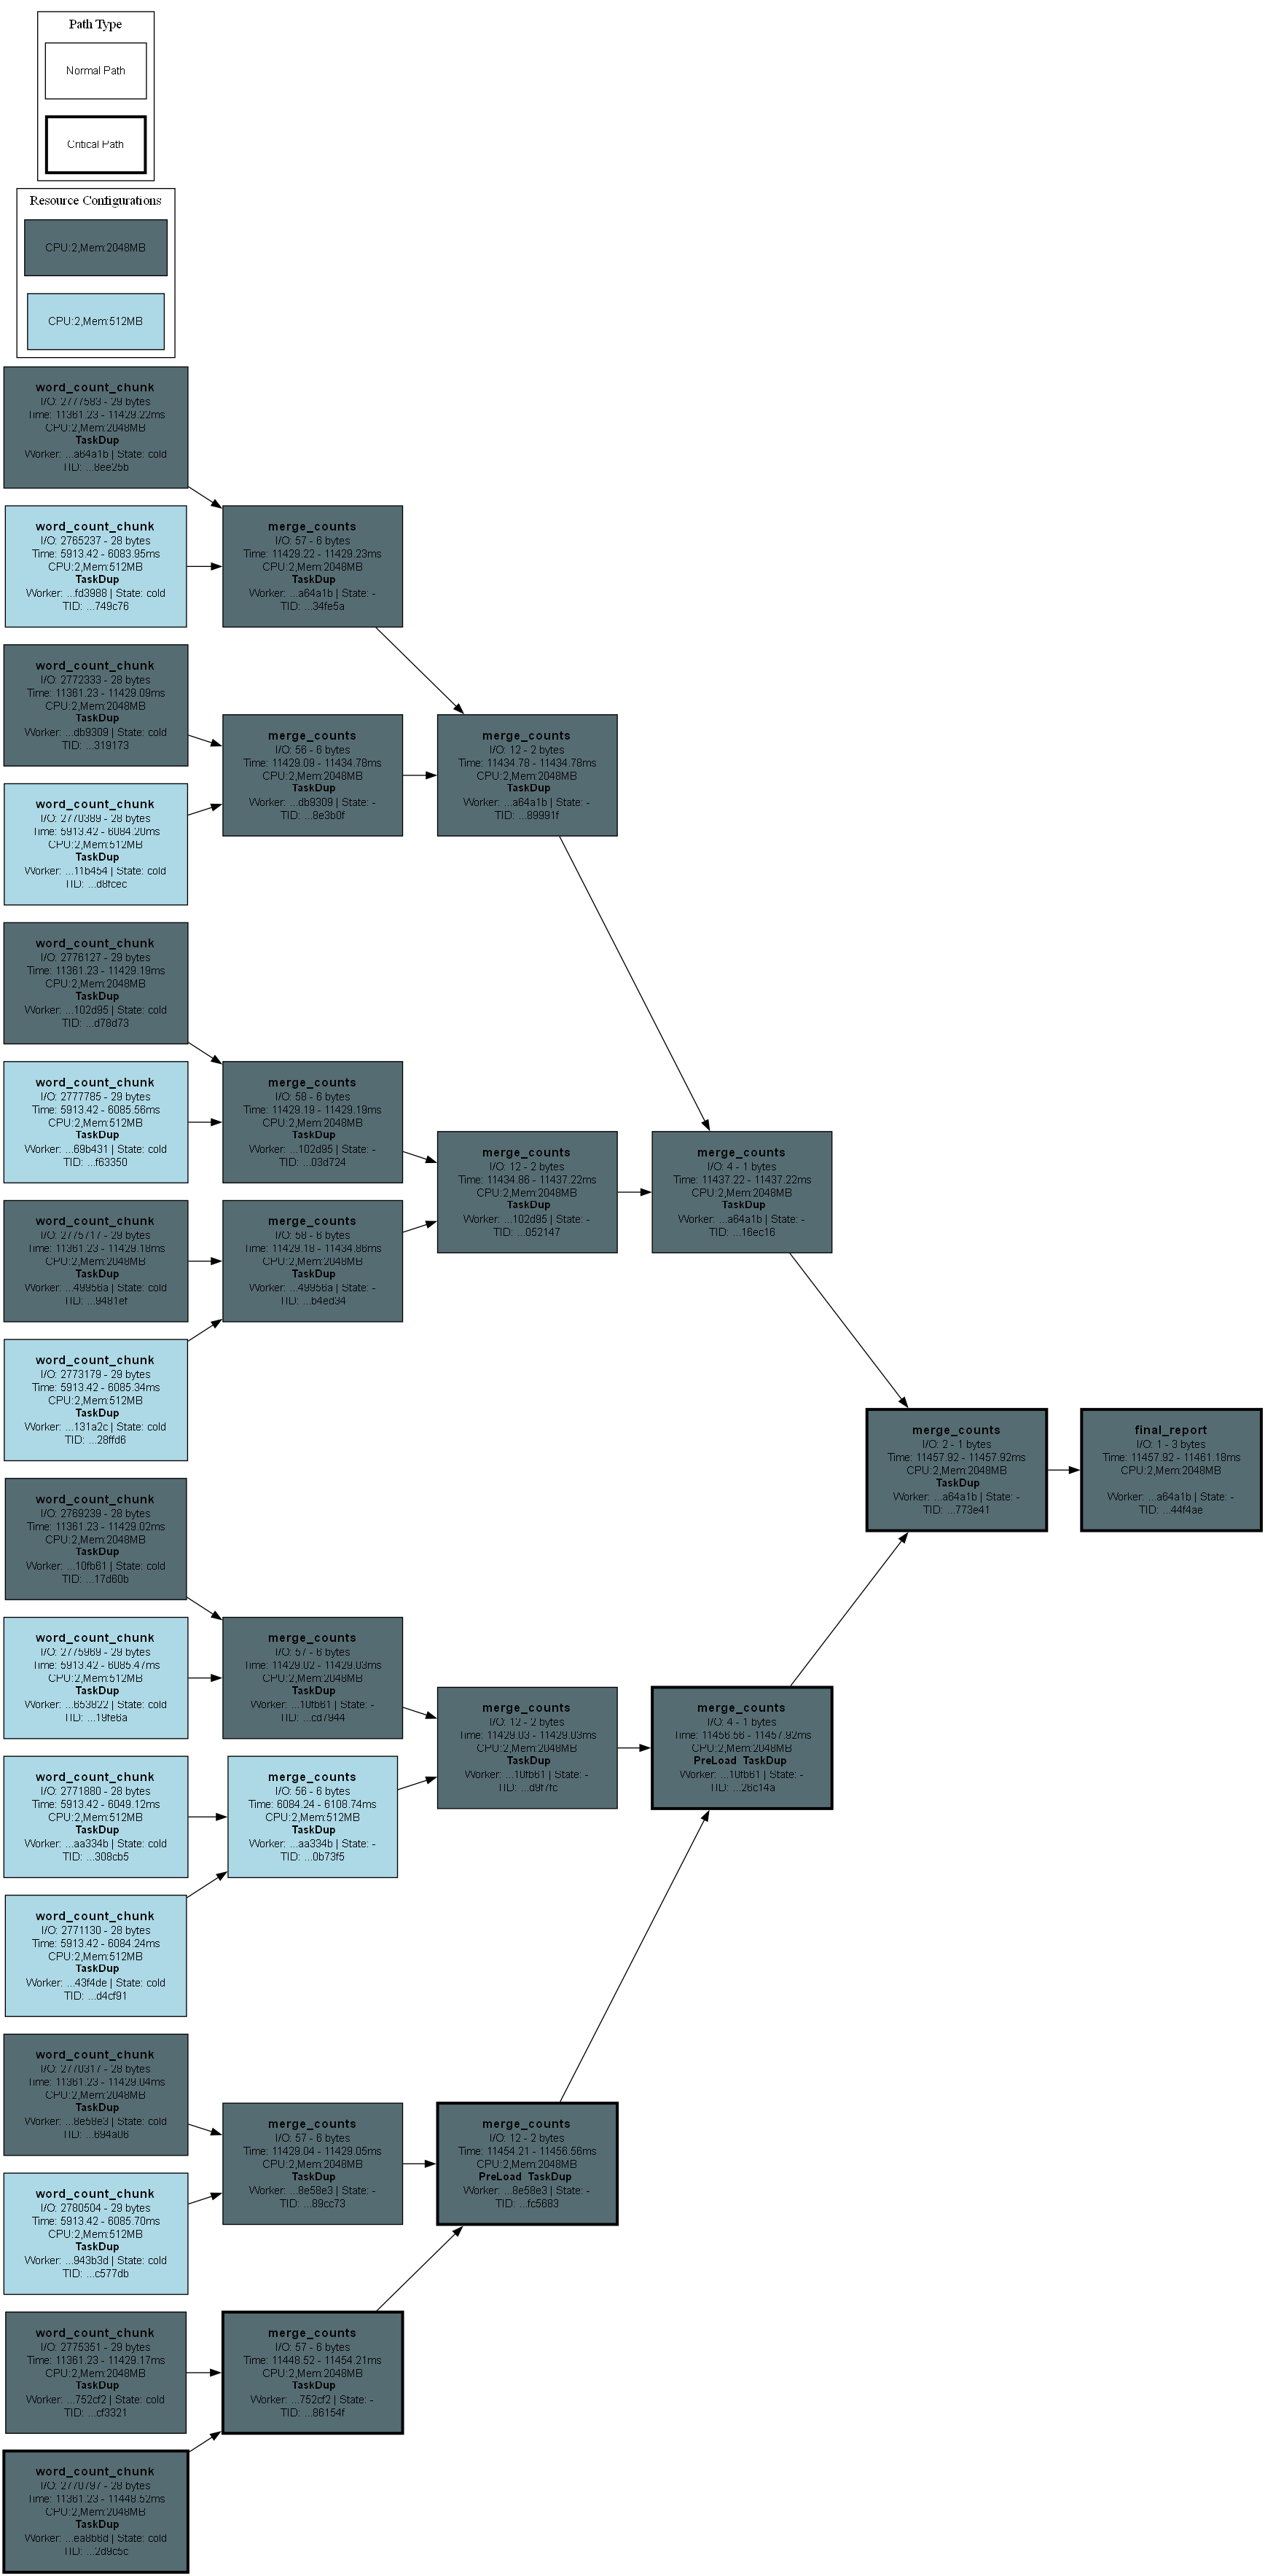 Path Type
Normal Path
Critical Path
Resource Configurations
CPU:2,Mem:2048MB
CPU:2,Mem:512MB
word_count_chunk
I/O: 2777583 - 29 bytes
Time: 11361.23 - 11429.22ms
CPU:2,Mem:2048MB
TaskDup
Worker: ...a64a1b | State: cold
TID: ...8ee25b
word_count_chunk
I/O: 2765237 - 28 bytes
Time: 5913.42 - 6083.95ms
CPU:2,Mem:512MB
TaskDup
Worker: ...fd3988 | State: cold
TID: ...749c76
merge_counts
I/O: 57 - 6 bytes
Time: 11429.22 - 11429.23ms
CPU:2,Mem:2048MB
TaskDup
Worker: ...a64a1b | State: -
TID: ...34fe5a
word_count_chunk
I/O: 2772333 - 28 bytes
Time: 11361.23 - 11429.09ms
CPU:2,Mem:2048MB
TaskDup
Worker: ...db9309 | State: cold
TID: ...319173
merge_counts
I/O: 56 - 6 bytes
Time: 11429.09 - 11434.78ms
CPU:2,Mem:2048MB
TaskDup
Worker: ...db9309 | State: -
TID: ...8e3b0f
merge_counts
I/O: 12 - 2 bytes
Time: 11434.78 - 11434.78ms
CPU:2,Mem:2048MB
TaskDup
Worker: ...a64a1b | State: -
TID: ...89991f
word_count_chunk
I/O: 2770389 - 28 bytes
Time: 5913.42 - 6084.20ms
CPU:2,Mem:512MB
TaskDup
Worker: ...11b454 | State: cold
TID: ...d8fcec
word_count_chunk
I/O: 2776127 - 29 bytes
Time: 11361.23 - 11429.19ms
CPU:2,Mem:2048MB
TaskDup
Worker: ...102d95 | State: cold
TID: ...d78d73
word_count_chunk
I/O: 2777785 - 29 bytes
Time: 5913.42 - 6085.56ms
CPU:2,Mem:512MB
TaskDup
Worker: ...69b431 | State: cold
TID: ...f63350
merge_counts
I/O: 58 - 6 bytes
Time: 11429.19 - 11429.19ms
CPU:2,Mem:2048MB
TaskDup
Worker: ...102d95 | State: -
TID: ...03d724
merge_counts
I/O: 12 - 2 bytes
Time: 11434.86 - 11437.22ms
CPU:2,Mem:2048MB
TaskDup
Worker: ...102d95 | State: -
TID: ...052147
merge_counts
I/O: 4 - 1 bytes
Time: 11437.22 - 11437.22ms
CPU:2,Mem:2048MB
TaskDup
Worker: ...a64a1b | State: -
TID: ...16ec16
word_count_chunk
I/O: 2775717 - 29 bytes
Time: 11361.23 - 11429.18ms
CPU:2,Mem:2048MB
TaskDup
Worker: ...49956a | State: cold
TID: ...9481ef
merge_counts
I/O: 58 - 6 bytes
Time: 11429.18 - 11434.86ms
CPU:2,Mem:2048MB
TaskDup
Worker: ...49956a | State: -
TID: ...b4ed34
word_count_chunk
I/O: 2773179 - 29 bytes
Time: 5913.42 - 6085.34ms
CPU:2,Mem:512MB
TaskDup
Worker: ...131a2c | State: cold
TID: ...28ffd6
merge_counts
I/O: 2 - 1 bytes
Time: 11457.92 - 11457.92ms
CPU:2,Mem:2048MB
TaskDup
Worker: ...a64a1b | State: -
TID: ...773e41
final_report
I/O: 1 - 3 bytes
Time: 11457.92 - 11461.18ms
CPU:2,Mem:2048MB
Worker: ...a64a1b | State: -
TID: ...44f4ae
word_count_chunk
I/O: 2769239 - 28 bytes
Time: 11361.23 - 11429.02ms
CPU:2,Mem:2048MB
TaskDup
Worker: ...10fb61 | State: cold
TID: ...17d60b
word_count_chunk
I/O: 2775969 - 29 bytes
Time: 5913.42 - 6085.47ms
CPU:2,Mem:512MB
TaskDup
Worker: ...653822 | State: cold
TID: ...19fe6a
merge_counts
I/O: 57 - 6 bytes
Time: 11429.02 - 11429.03ms
CPU:2,Mem:2048MB
TaskDup
Worker: ...10fb61 | State: -
TID: ...cd7944
merge_counts
I/O: 12 - 2 bytes
Time: 11429.03 - 11429.03ms
CPU:2,Mem:2048MB
TaskDup
Worker: ...10fb61 | State: -
TID: ...d9f7fc
merge_counts
I/O: 4 - 1 bytes
Time: 11456.56 - 11457.92ms
CPU:2,Mem:2048MB
PreLoad TaskDup
Worker: ...10fb61 | State: -
TID: ...26c14a
word_count_chunk
I/O: 2771880 - 28 bytes
Time: 5913.42 - 6049.12ms
CPU:2,Mem:512MB
TaskDup
Worker: ...aa334b | State: cold
TID: ...308cb5
merge_counts
I/O: 56 - 6 bytes
Time: 6084.24 - 6108.74ms
CPU:2,Mem:512MB
TaskDup
Worker: ...aa334b | State: -
TID: ...0b73f5
word_count_chunk
I/O: 2771130 - 28 bytes
Time: 5913.42 - 6084.24ms
CPU:2,Mem:512MB
TaskDup
Worker: ...43f4de | State: cold
TID: ...d4cf91
word_count_chunk
I/O: 2770317 - 28 bytes
Time: 11361.23 - 11429.04ms
CPU:2,Mem:2048MB
TaskDup
Worker: ...8e58e3 | State: cold
TID: ...694a06
merge_counts
I/O: 57 - 6 bytes
Time: 11429.04 - 11429.05ms
CPU:2,Mem:2048MB
TaskDup
Worker: ...8e58e3 | State: -
TID: ...89cc73
merge_counts
I/O: 12 - 2 bytes
Time: 11454.21 - 11456.56ms
CPU:2,Mem:2048MB
PreLoad TaskDup
Worker: ...8e58e3 | State: -
TID: ...fc5683
word_count_chunk
I/O: 2780504 - 29 bytes
Time: 5913.42 - 6085.70ms
CPU:2,Mem:512MB
TaskDup
Worker: ...943b3d | State: cold
TID: ...c577db
word_count_chunk
I/O: 2775351 - 29 bytes
Time: 11361.23 - 11429.17ms
CPU:2,Mem:2048MB
TaskDup
Worker: ...752cf2 | State: cold
TID: ...cf3321
merge_counts
I/O: 57 - 6 bytes
Time: 11448.52 - 11454.21ms
CPU:2,Mem:2048MB
TaskDup
Worker: ...752cf2 | State: -
TID: ...86154f
word_count_chunk
I/O: 2770797 - 28 bytes
Time: 11361.23 - 11448.52ms
CPU:2,Mem:2048MB
TaskDup
Worker: ...ea8b6d | State: cold
TID: ...2d9c5c